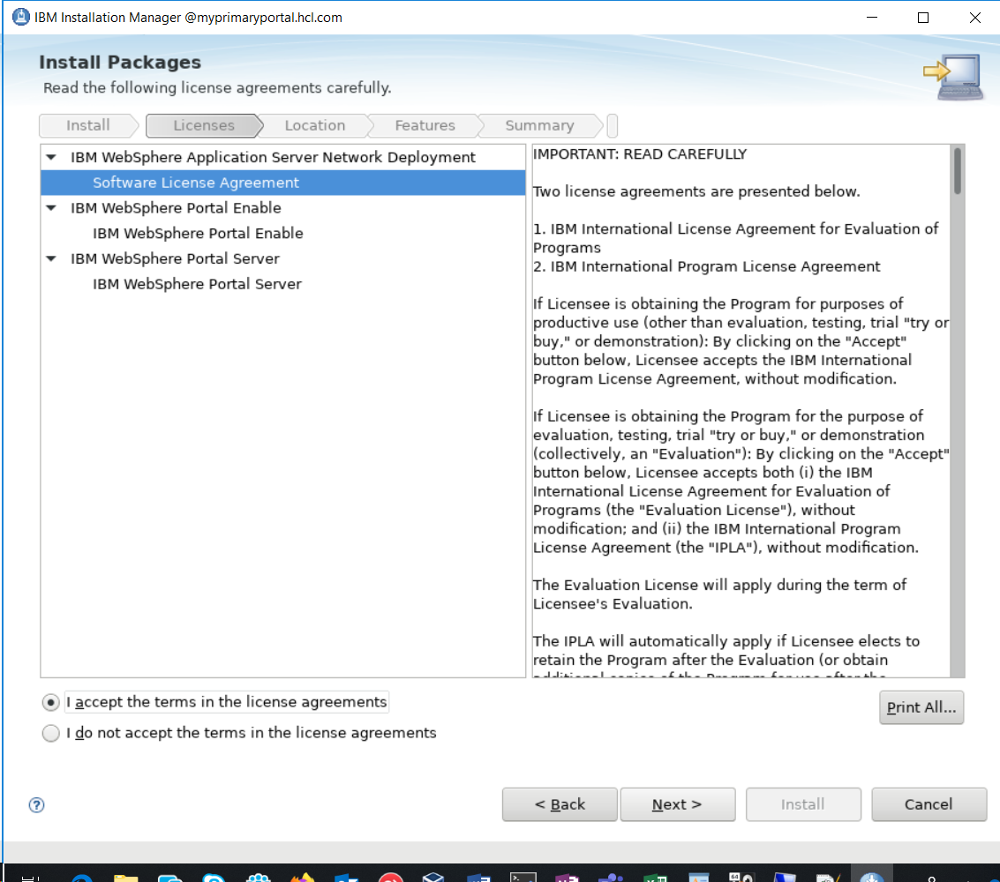 IBM Installation Manager @myprimaryportal.hcl.com
Install Packages
Read the following license agreements carefully.
Install
Licenses
Location
Features
Summary
IBM WebSphere Application Server Network Deployment
Software License Agreement
IBM WebSphere Portal Enable
IBM WebSphere Portal Enable
IBM WebSphere Portal Server
IBM WebSphere Portal Server
IMPORTANT: READ CAREFULLY
Two license agreements are presented below.
1. IBM International License Agreement for Evaluation of
Programs
2. IBM International Program License Agreement
If Licensee is obtaining the Program for purposes of
productive use (other than evaluation, testing, trial "try or
buy," or demonstration): By clicking on the "Accept"
button below, Licensee accepts the IBM International
Program License Agreement, without modification.
If Licensee is obtaining the Program for the purpose of
evaluation, testing, trial "try or buy," or demonstration
(collectively, an "Evaluation"): By clicking on the "Accept"
button below, Licensee accepts both (i) the IBM
International License Agreement for Evaluation of
Programs (the "Evaluation License"), without
modification; and (ii) the IBM International Program
License Agreement (the "IPLA"), without modification.
The Evaluation License will apply during the term of
Licensee's Evaluation.
The IPLA will automatically apply if Licensee elects to
retain the Program after the Evaluation (or obtain
additional copies of the Program for use after the
I accept the terms in the license agreements
I do not accept the terms in the license agreements
Print All...
?
< Back
Next >
Install
Cancel
64